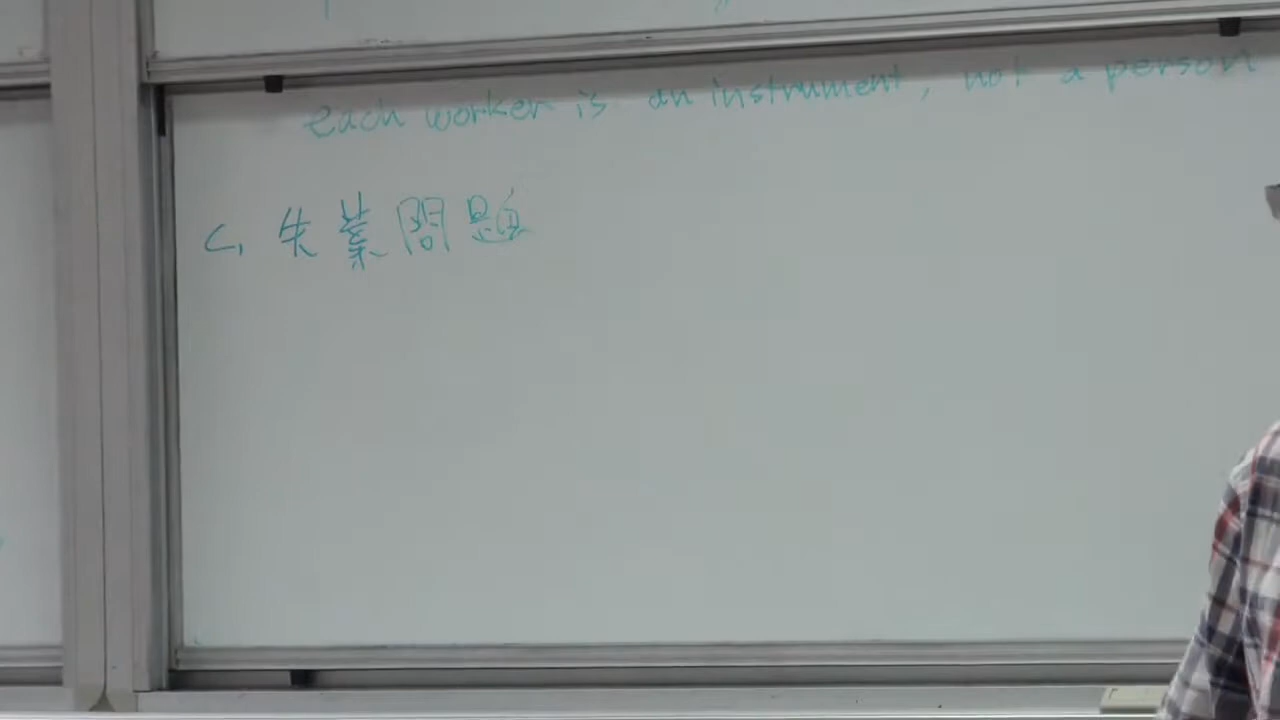 each worker is an instrument, not a person
C. 失業問題